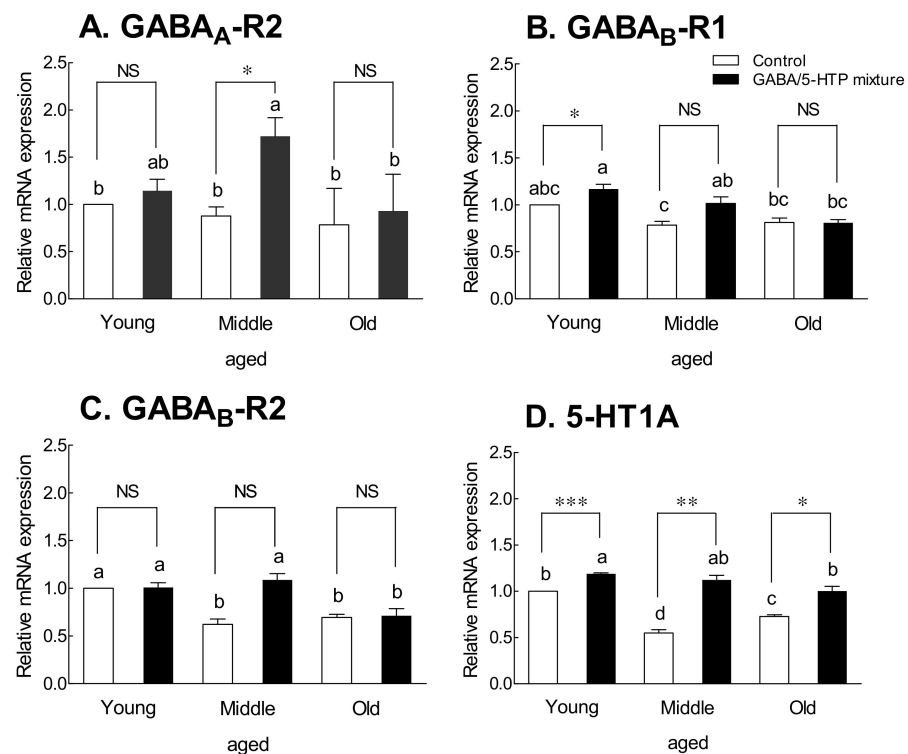 A. GABAA-R2
Relative mRNA expression
2.5
2.0
1.5
1.0
0.5
0.0
NS
*
NS
b
ab
b
a
b
b
Young
Middle
Old
aged
B. GABAB-R1
Control
GABA/5-HTP mixture
Relative mRNA expression
2.5
2.0
1.5
1.0
0.5
0.0
*
NS
NS
abc
a
c
ab
bc
bc
Young
Middle
Old
aged
C. GABAB-R2
Relative mRNA expression
2.5
2.0
1.5
1.0
0.5
0.0
NS
NS
NS
a
a
b
a
b
b
Young
Middle
Old
aged
D. 5-HT1A
Relative mRNA expression
2.5
2.0
1.5
1.0
0.5
0.0
***
**
*
b
a
d
ab
c
b
Young
Middle
Old
aged